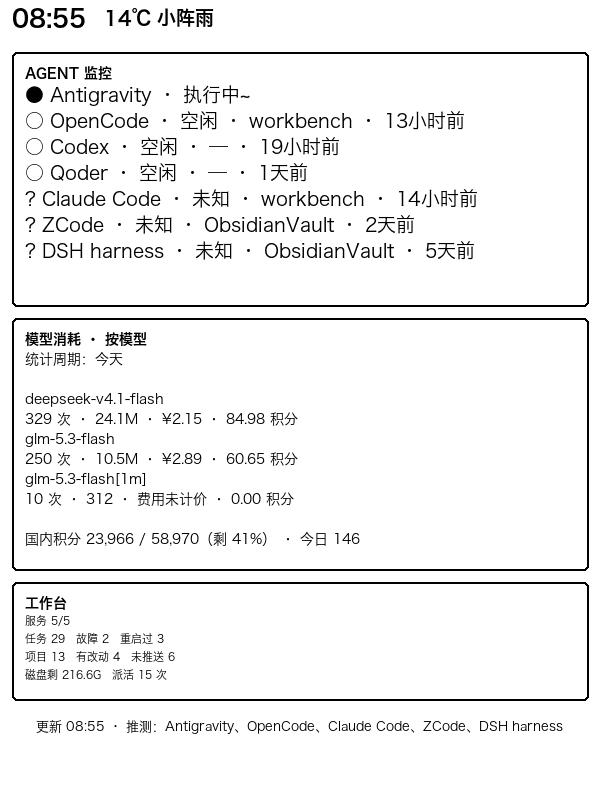 08:55 14℃ 小阵雨
AGENT 监控
● Antigravity · 执行中~
○ OpenCode · 空闲 · workbench · 13小时前
○ Codex · 空闲 · — · 19小时前
○ Qoder · 空闲 · — · 1天前
? Claude Code · 未知 · workbench · 14小时前
? ZCode · 未知 · ObsidianVault · 2天前
? DSH harness · 未知 · ObsidianVault · 5天前
模型消耗 · 按模型
统计周期：今天
deepseek-v4.1-flash
329 次 · 24.1M · ¥2.15 · 84.98 积分
glm-5.3-flash
250 次 · 10.5M · ¥2.89 · 60.65 积分
glm-5.3-flash[1m]
10 次 · 312 · 费用未计价 · 0.00 积分
国内积分 23,966 / 58,970（剩 41%） · 今日 146
工作台
服务 5/5
任务 29 故障 2 重启过 3
项目 13 有改动 4 未推送 6
磁盘剩 216.6G 派活 15 次
更新 08:55 · 推测：Antigravity、OpenCode、Claude Code、ZCode、DSH harness